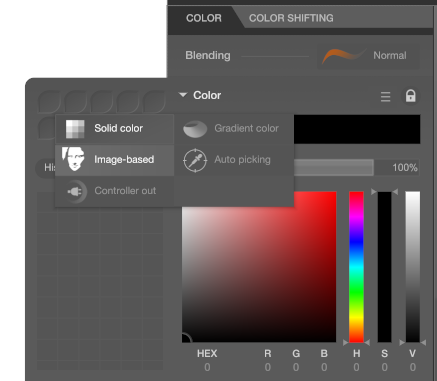 COLOR COLOR SHIFTING
Blending Normal
Color
Solid color Gradient color
Image-based Auto picking
100%
Controller out
HEX R G B H S V
0 0 0 0 0 0 0